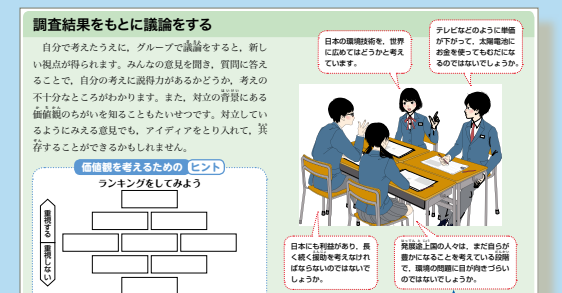 調査結果をもとに議論をする
自分で考えたうえに，グループで議論をすると，新し
い視点が得られます。みんなの意見を聞き，質問に答え
ることで，自分の考えに説得力があるかどうか，考えの
不十分なところがわかります。また，対立の背景にある
価値観のちがいを知ることもたいせつです。対立してい
るようにみえる意見でも，アイディアをとり入れて，共
存することができるかもしれません。
価値観を考えるための ヒント
ランキングをしてみよう
重視する
重視しない
日本の環境技術を，世界
に広めてはどうかと考え
ています。
テレビなどのように単価
が下がって，太陽電池に
お金を使ってもむだにな
るのではないでしょうか。
日本にも利益があり，長
く続く援助を考えなけれ
ばならないのではないで
しょうか。
発展途上国の人々は，まだ自らが
豊かになることを考えている段階
で，環境の問題に目が向きづらい
のではないでしょうか。